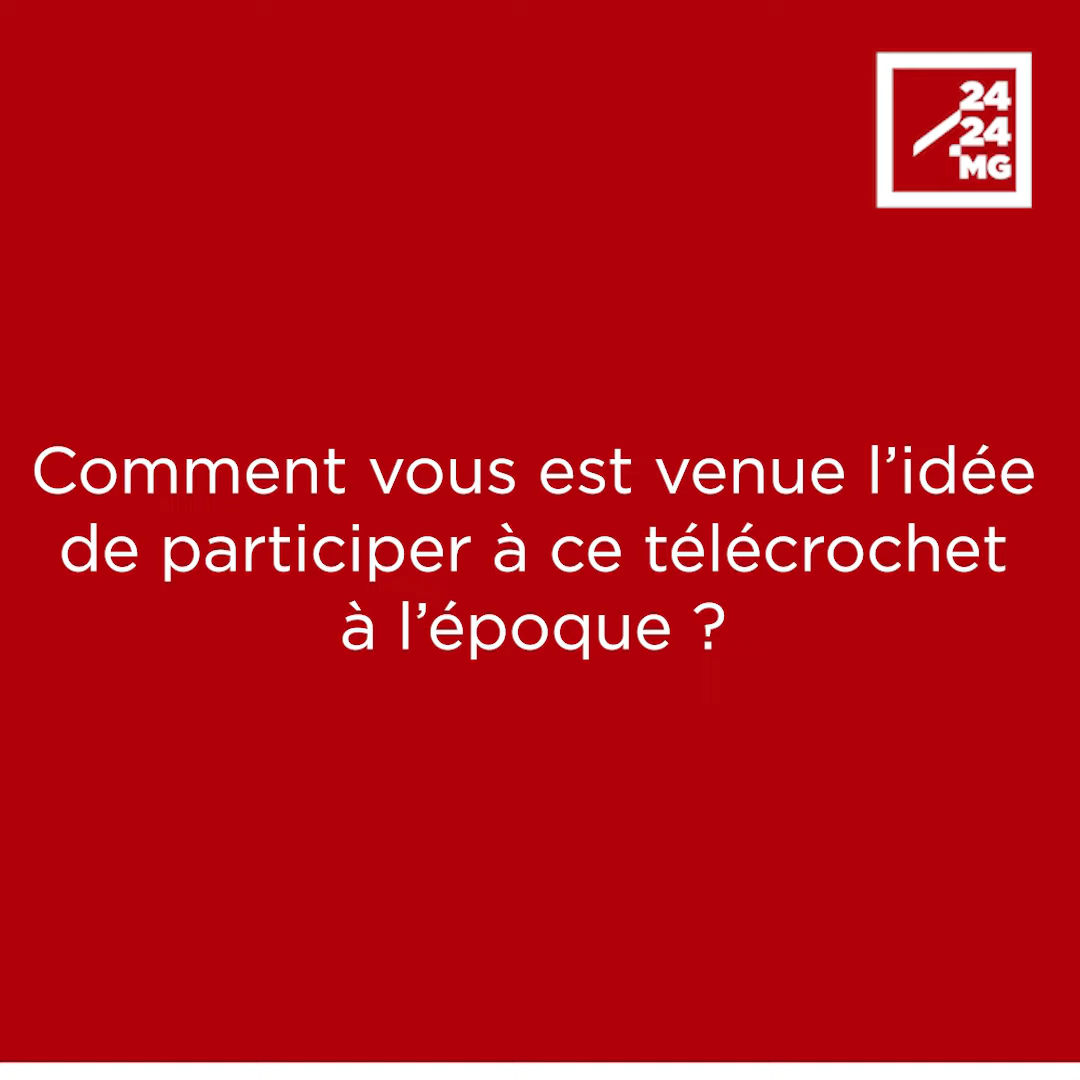 24
24
MG
Comment vous est venue l’idée
de participer à ce télécrochet
à l’époque ?